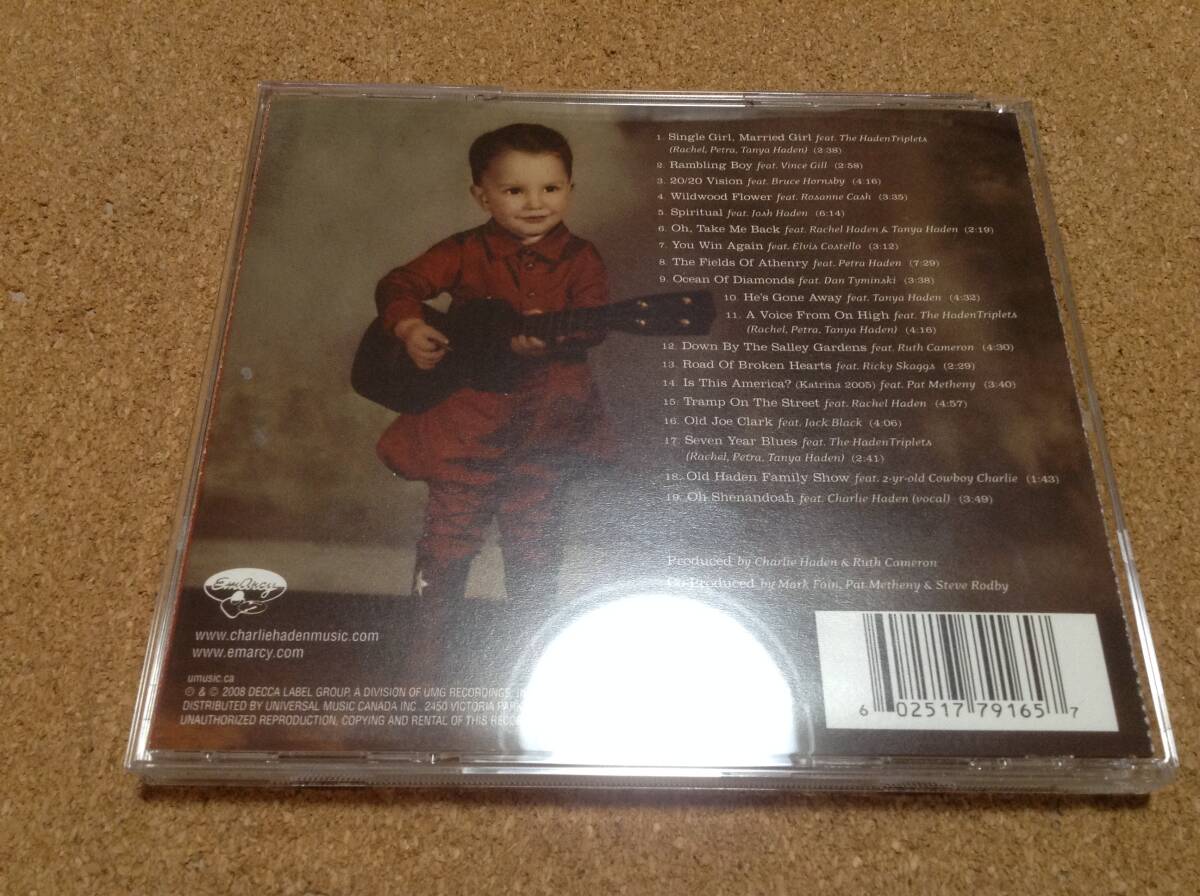 1. Single Girl, Married Girl feat. The HadenTriplets
(Rachel, Petra, Tanya Haden) (2:38)
2. Rambling Boy feat. Vince Gill (2:58)
3. 20/20 Vision feat. Bruce Hornsby (4:16)
4. Wildwood Flower feat. Rosanne Cash (3:35)
5. Spiritual feat. Josh Haden (6:14)
6. Oh, Take Me Back feat. Rachel Haden & Tanya Haden (2:19)
7. You Win Again feat. Elvis Costello (3:12)
8. The Fields Of Athenry feat. Petra Haden (7:29)
9. Ocean Of Diamonds feat. Dan Tyminski (3:38)
10. He's Gone Away feat. Tanya Haden (4:32)
11. A Voice From On High feat. The HadenTriplets
(Rachel, Petra, Tanya Haden) (4:16)
12. Down By The Salley Gardens feat. Ruth Cameron (4:30)
13. Road Of Broken Hearts feat. Ricky Skaggs (2:29)
14. Is This America? (Katrina 2005) feat. Pat Metheny (3:40)
15. Tramp On The Street feat. Rachel Haden (4:57)
16. Old Joe Clark feat. Jack Black (4:06)
17. Seven Year Blues feat. The HadenTriplets
(Rachel, Petra, Tanya Haden) (2:41)
18. Old Haden Family Show feat. 2-yr-old Cowboy Charlie (1:43)
19. Oh Shenandoah feat. Charlie Haden (vocal) (3:49)
Produced by Charlie Haden & Ruth Cameron
Co-Produced by Mark Fain, Pat Metheny & Steve Rodby
EmArcy
www.charliehadenmusic.com
www.emarcy.com
umusic.ca
℗ & © 2008 DECCA LABEL GROUP, A DIVISION OF UMG RECORDINGS,
DISTRIBUTED BY UNIVERSAL MUSIC CANADA INC., 2450 VICTORIA
UNAUTHORIZED REPRODUCTION, COPYING AND RENTAL OF THIS
6 02517 79165 7